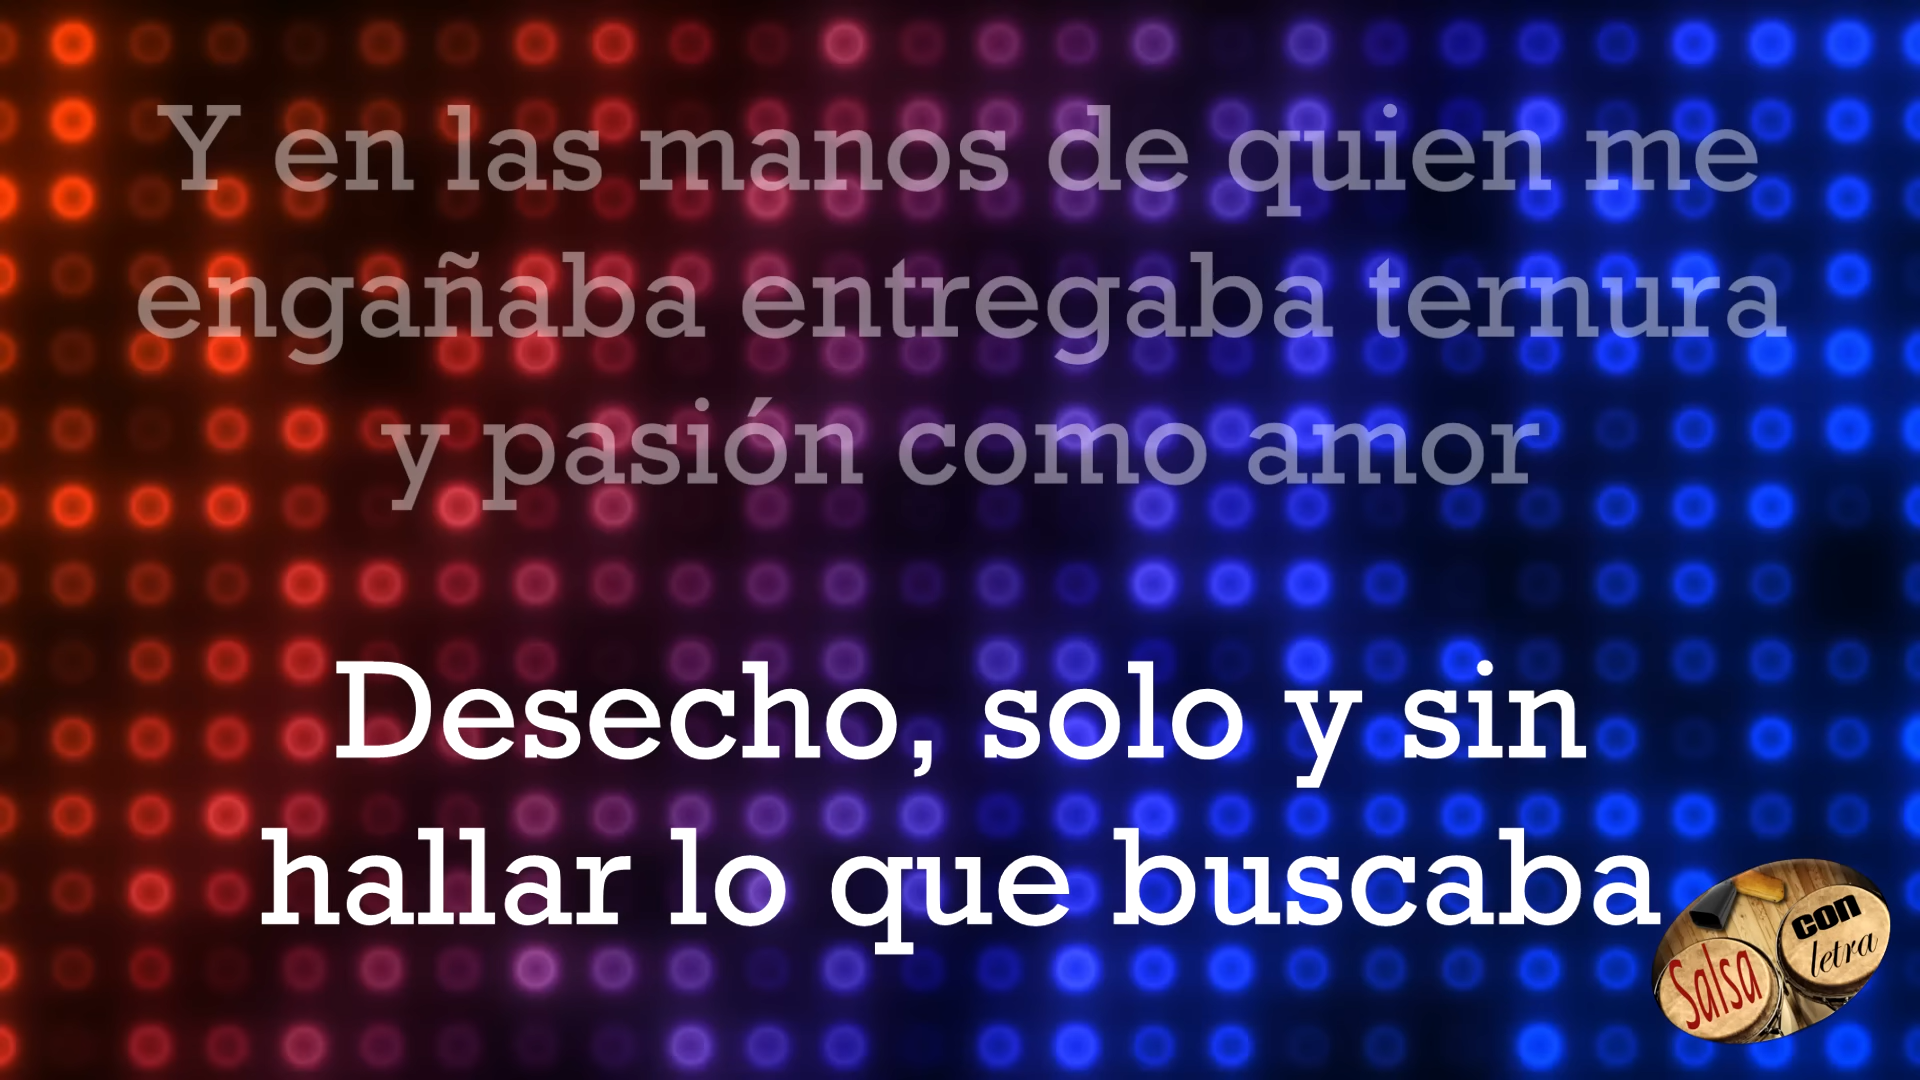 Y en las manos de quien me
engañaba entregaba ternura
y pasión como amor
Desecho, solo y sin
hallar lo que buscaba
Salsa
con
letra